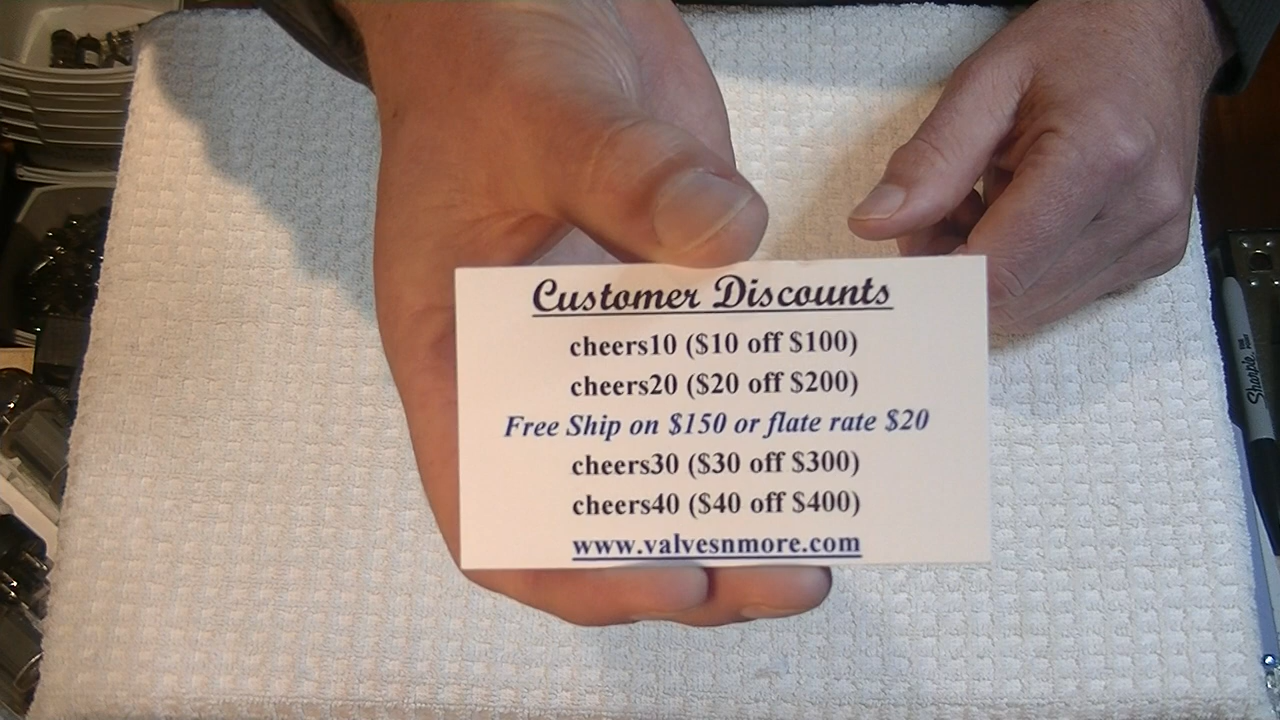 Customer Discounts
cheers10 ($10 off $100)
cheers20 ($20 off $200)
Free Ship on $150 or flate rate $20
cheers30 ($30 off $300)
cheers40 ($40 off $400)
www.valvesnmore.com
Sharpie